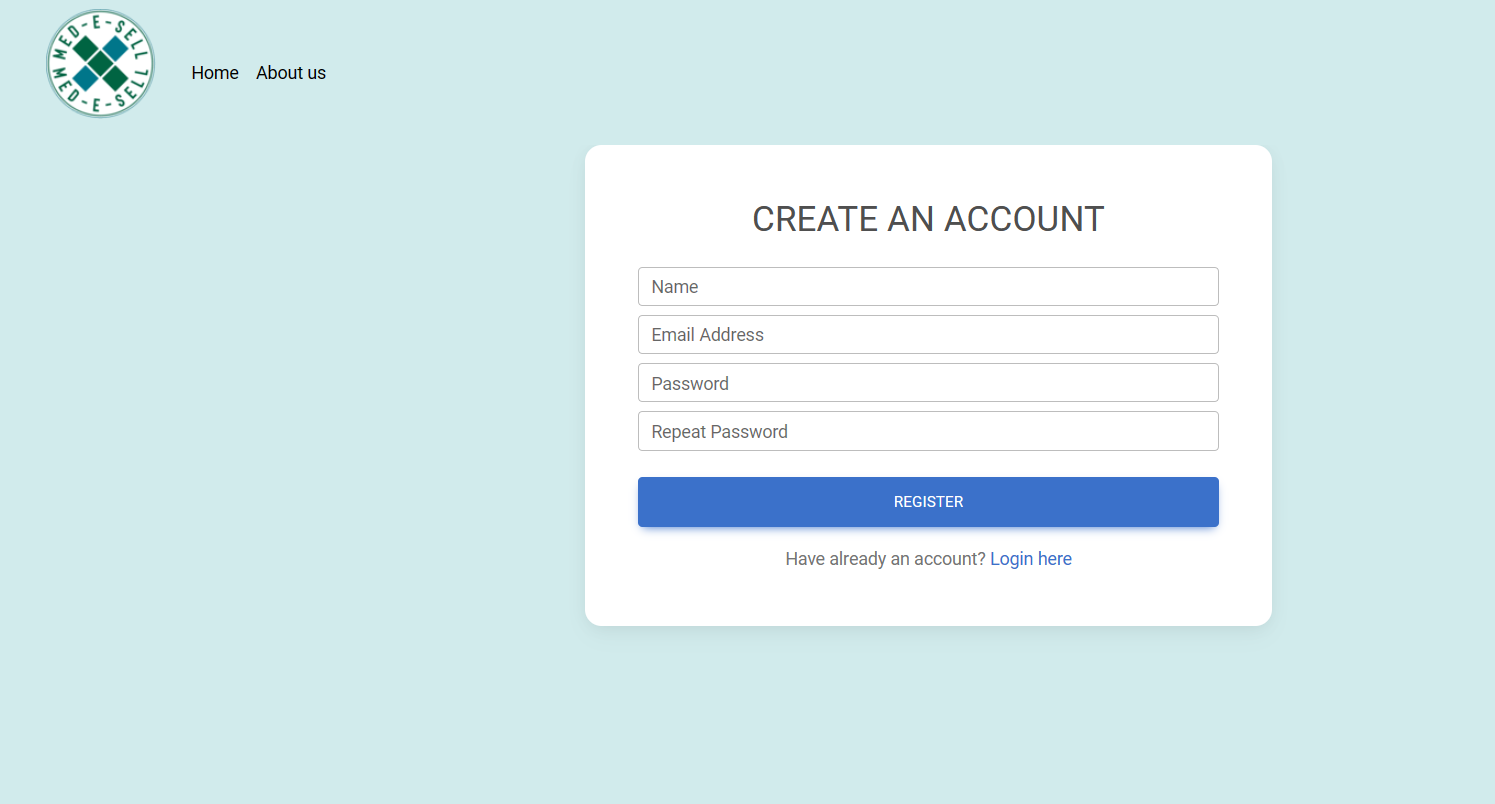 MED-E-SELL
MED-E-SELL
Home About us
CREATE AN ACCOUNT
Name
Email Address
Password
Repeat Password
REGISTER
Have already an account? Login here